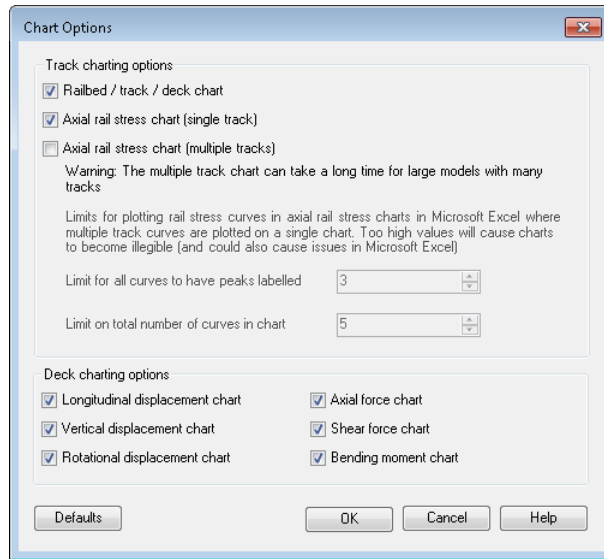 Chart Options
Track charting options
Railbed / track / deck chart
Axial rail stress chart (single track)
Axial rail stress chart (multiple tracks)
Warning: The multiple track chart can take a long time for large models with many
tracks
Limits for plotting rail stress curves in axial rail stress charts in Microsoft Excel where
multiple track curves are plotted on a single chart. Too high values will cause charts
to become illegible (and could also cause issues in Microsoft Excel)
Limit for all curves to have peaks labelled 3
Limit on total number of curves in chart 5
Deck charting options
Longitudinal displacement chart Axial force chart
Vertical displacement chart Shear force chart
Rotational displacement chart Bending moment chart
Defaults OK Cancel Help